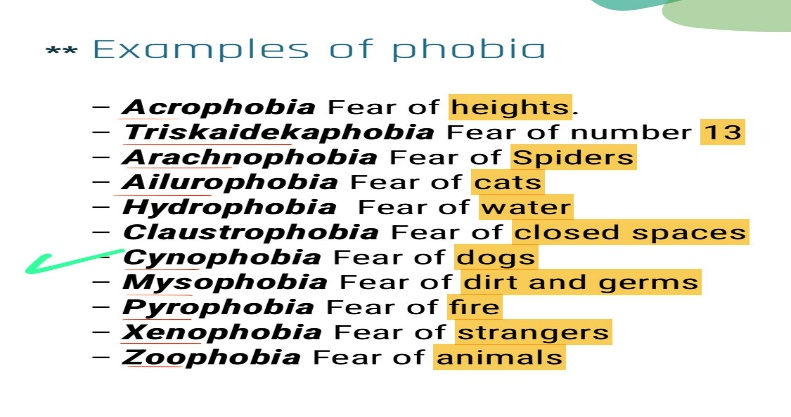 ** Examples of phobia
– Acrophobia Fear of heights.
– Triskaidekaphobia Fear of number 13
– Arachnophobia Fear of Spiders
– Ailurophobia Fear of cats
– Hydrophobia Fear of water
– Claustrophobia Fear of closed spaces
– Cynophobia Fear of dogs
– Mysophobia Fear of dirt and germs
– Pyrophobia Fear of fire
– Xenophobia Fear of strangers
– Zoophobia Fear of animals